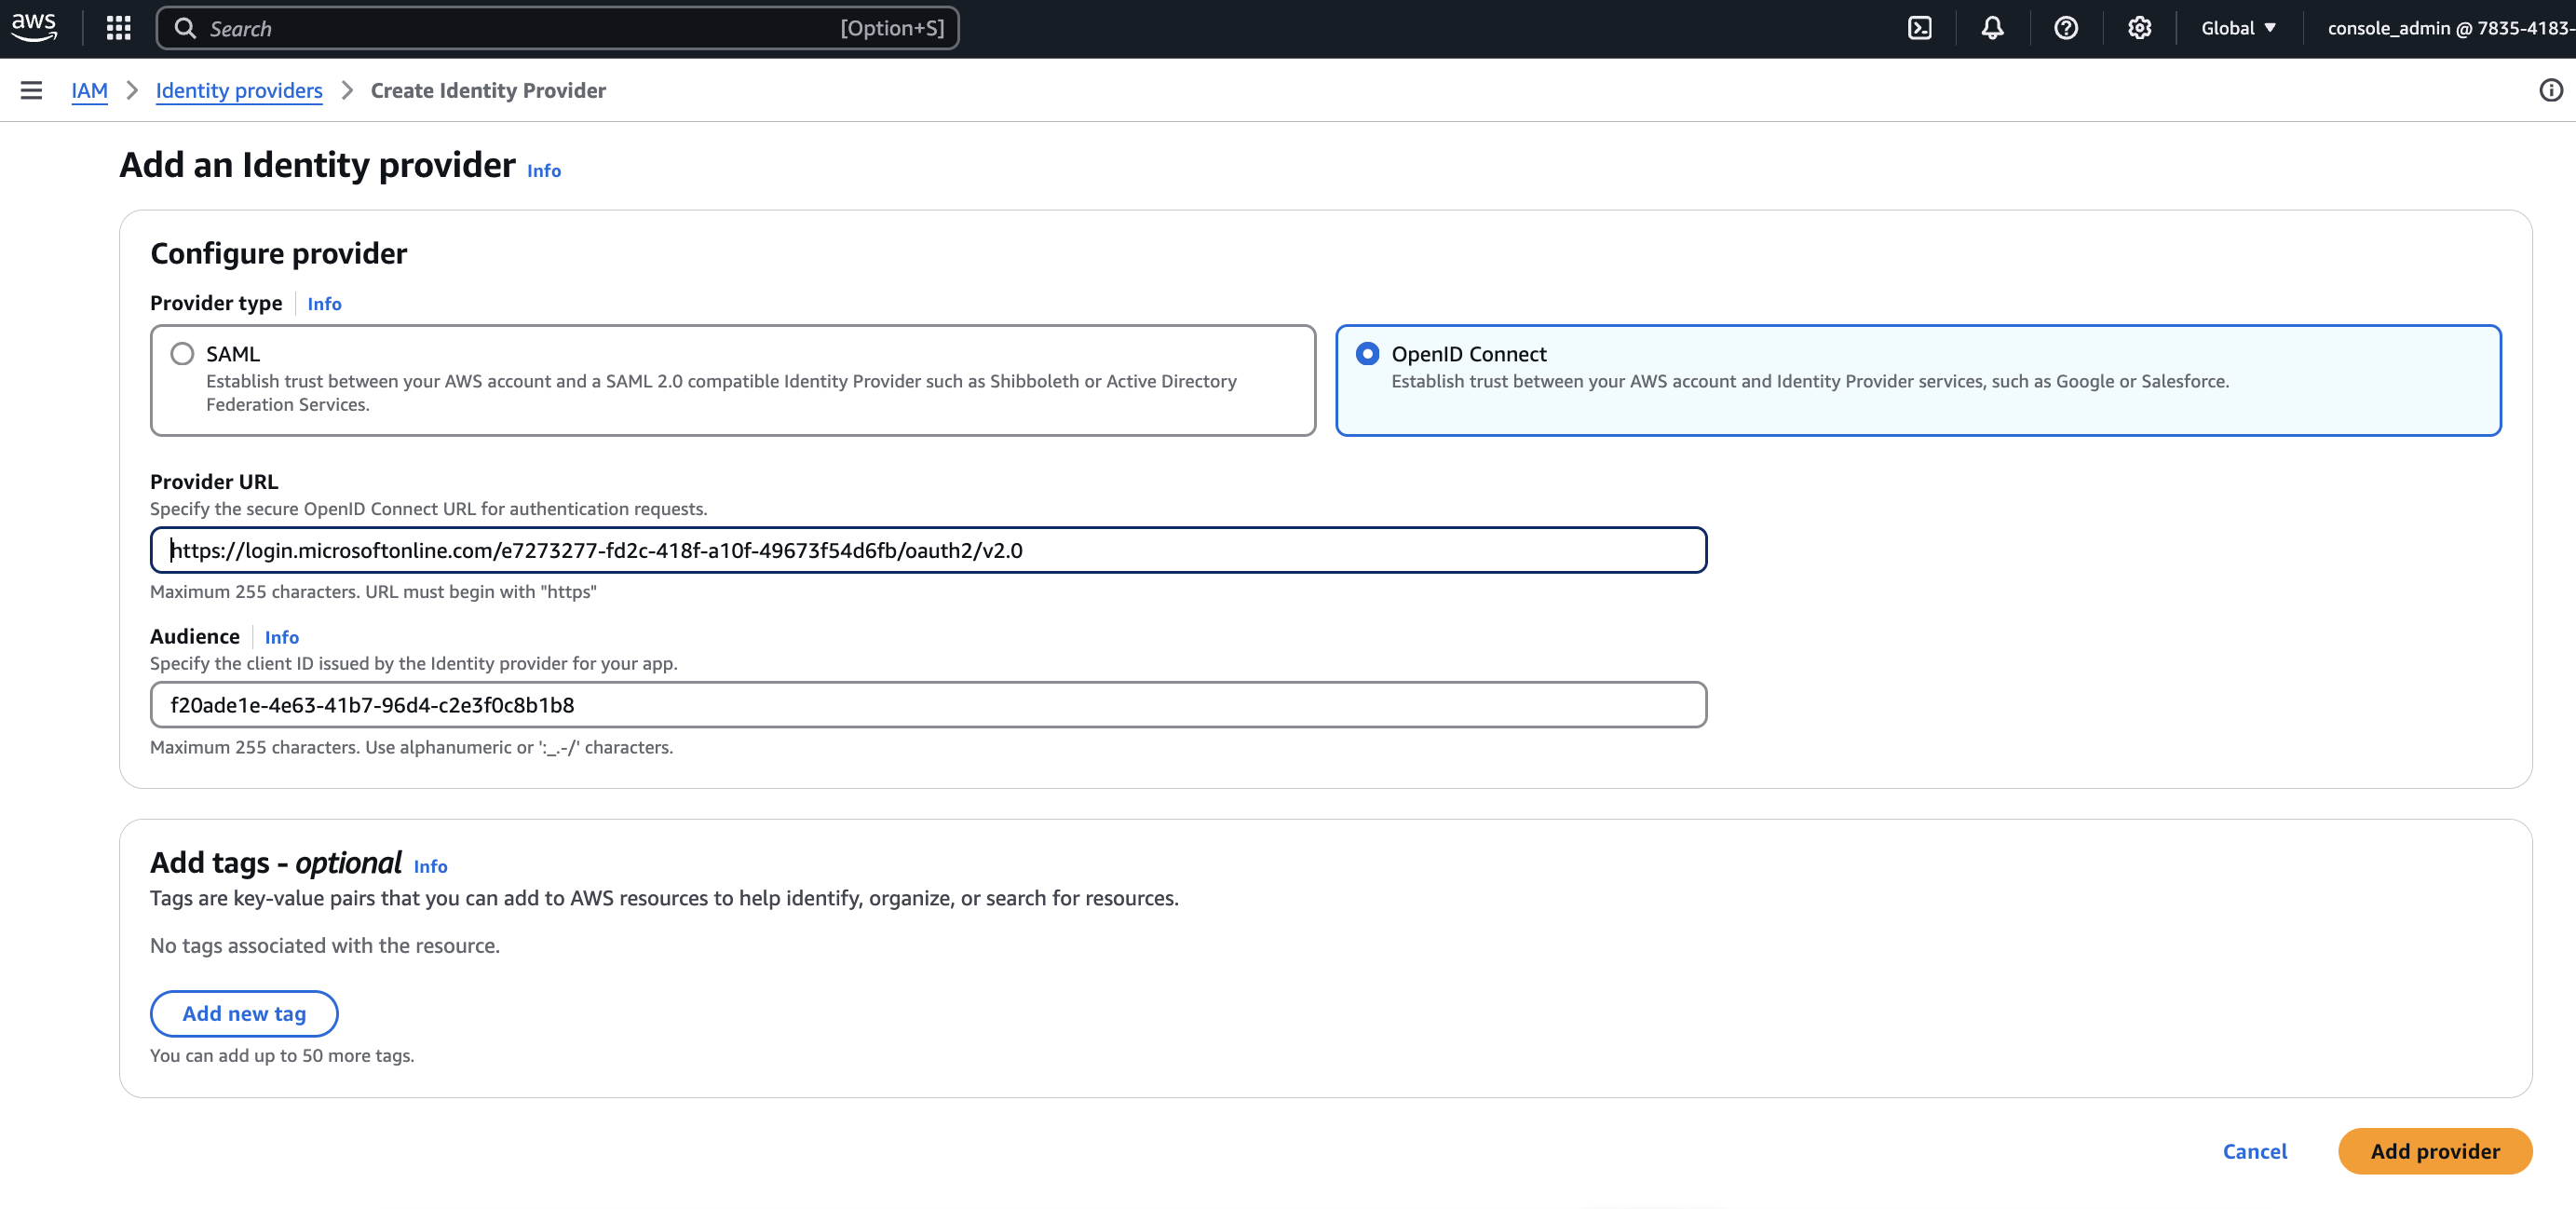 aws
Search
[Option+S]
Global
console_admin @ 7835-4183-
IAM
Identity providers
Create Identity Provider
Add an Identity provider Info
Configure provider
Provider type Info
SAML
Establish trust between your AWS account and a SAML 2.0 compatible Identity Provider such as Shibboleth or Active Directory
Federation Services.
OpenID Connect
Establish trust between your AWS account and Identity Provider services, such as Google or Salesforce.
Provider URL
Specify the secure OpenID Connect URL for authentication requests.
https://login.microsoftonline.com/e7273277-fd2c-418f-a10f-49673f54d6fb/oauth2/v2.0
Maximum 255 characters. URL must begin with "https"
Audience Info
Specify the client ID issued by the Identity provider for your app.
f20ade1e-4e63-41b7-96d4-c2e3f0c8b1b8
Maximum 255 characters. Use alphanumeric or ':_.-/' characters.
Add tags - optional Info
Tags are key-value pairs that you can add to AWS resources to help identify, organize, or search for resources.
No tags associated with the resource.
Add new tag
You can add up to 50 more tags.
Cancel
Add provider